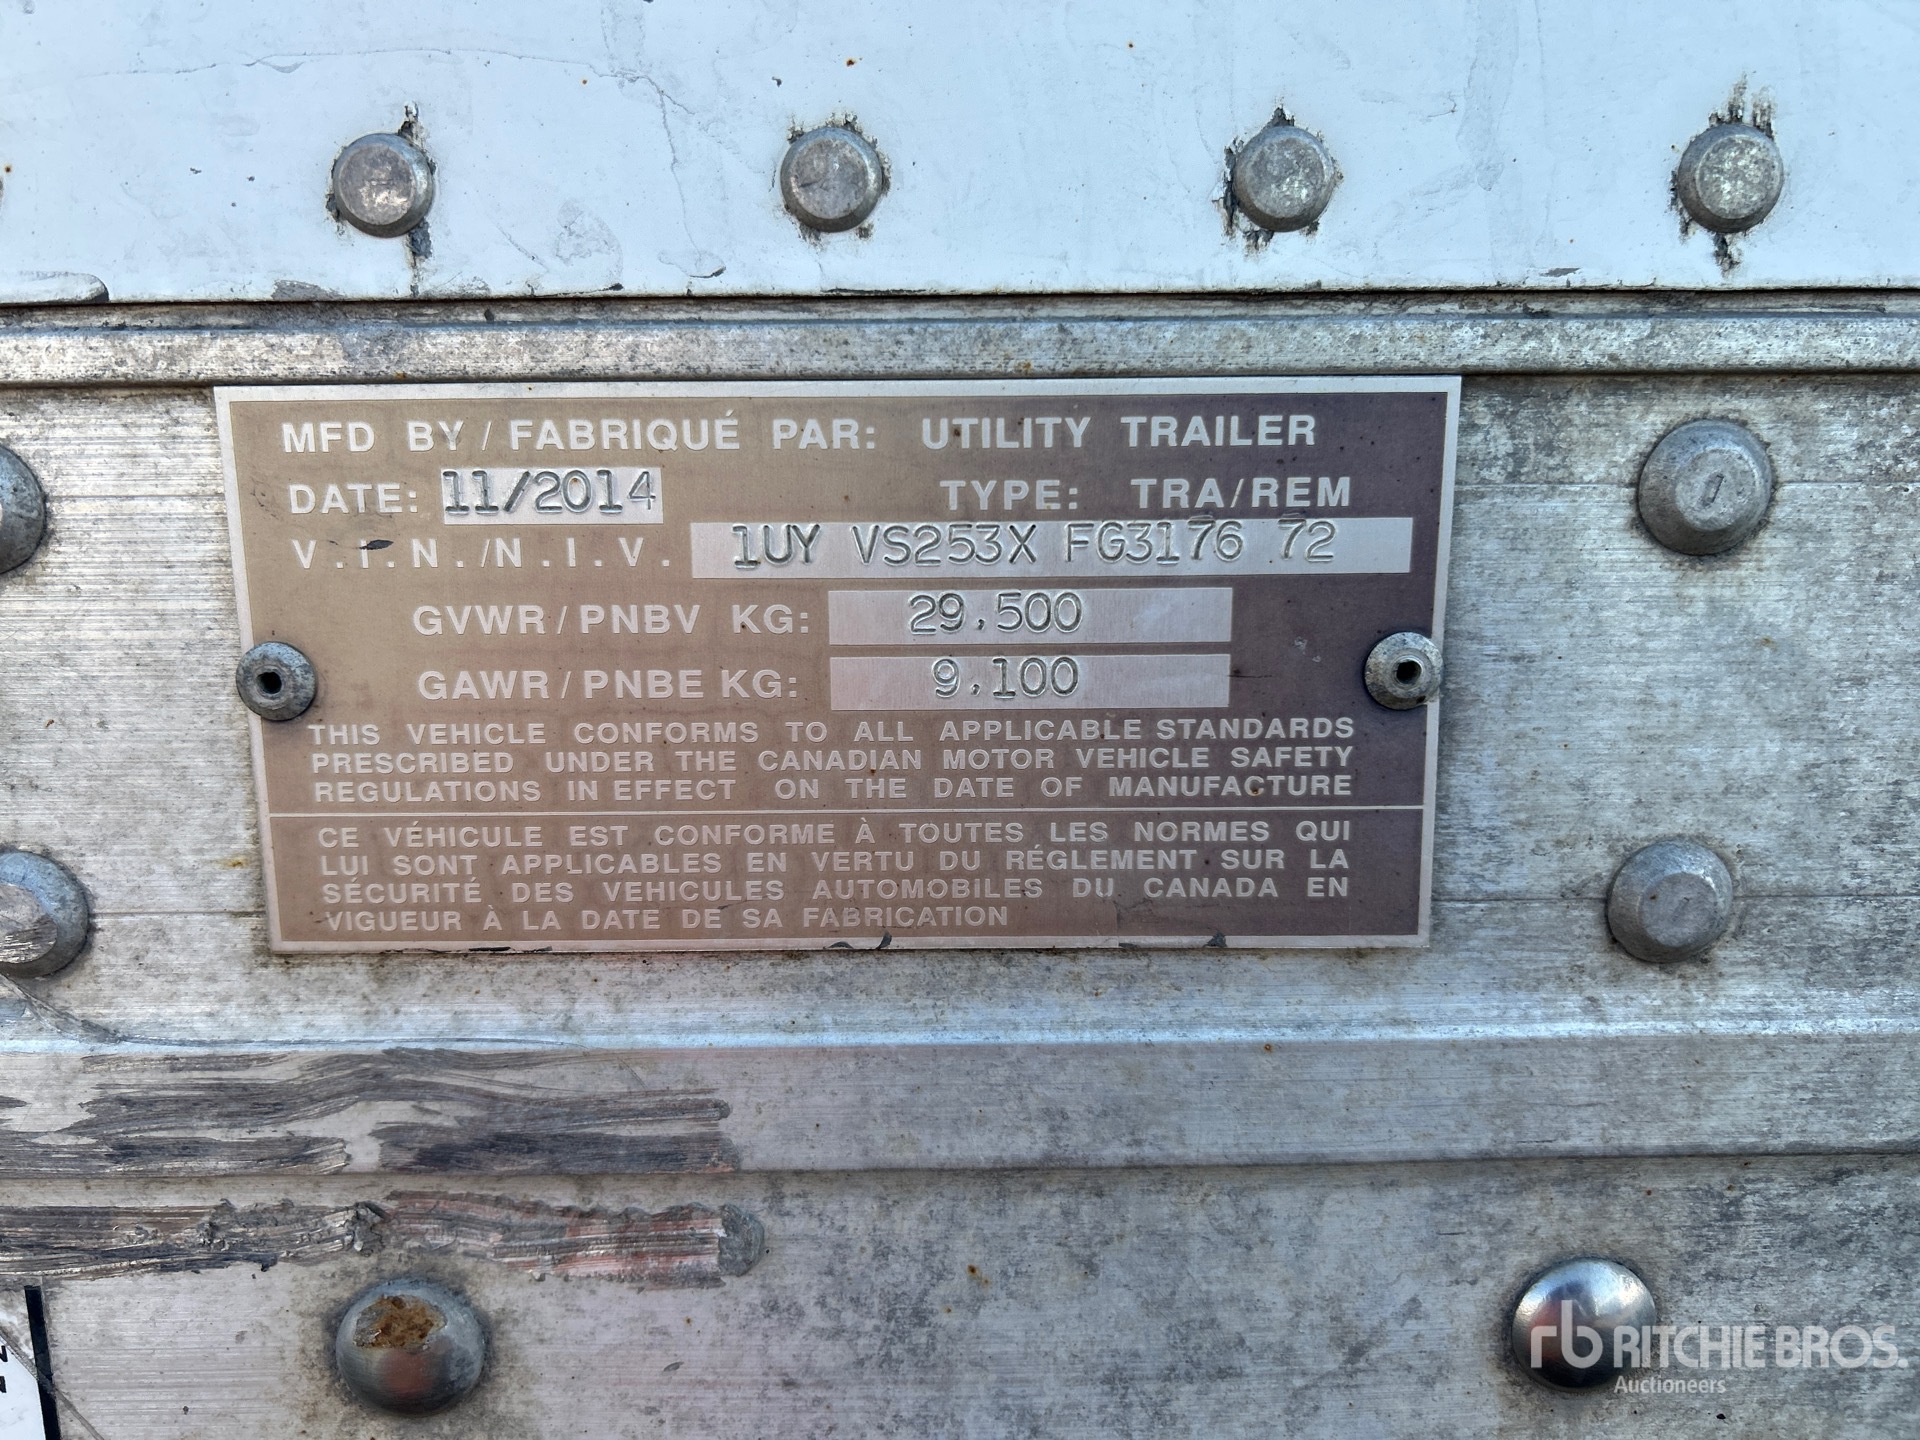 MFD BY / FABRIQUÉ PAR: UTILITY TRAILER
DATE: 11/2014 TYPE: TRA/REM
V.I.N./N.I.V. 1UY VS253X FG3176 72
GVWR / PNBV KG: 29,500
GAWR / PNBE KG: 9,100
THIS VEHICLE CONFORMS TO ALL APPLICABLE STANDARDS
PRESCRIBED UNDER THE CANADIAN MOTOR VEHICLE SAFETY
REGULATIONS IN EFFECT ON THE DATE OF MANUFACTURE
CE VÉHICULE EST CONFORME À TOUTES LES NORMES QUI
LUI SONT APPLICABLES EN VERTU DU RÉGLEMENT SUR LA
SÉCURITÉ DES VEHICULES AUTOMOBILES DU CANADA EN
VIGUEUR À LA DATE DE SA FABRICATION
rb RITCHIE BROS.
Auctioneers